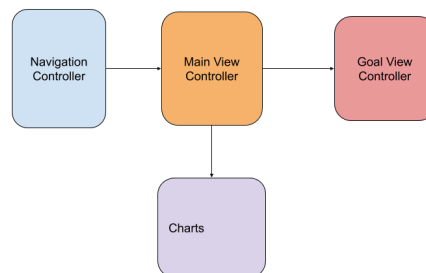 Navigation
Controller
Main View
Controller
Goal View
Controller
Charts